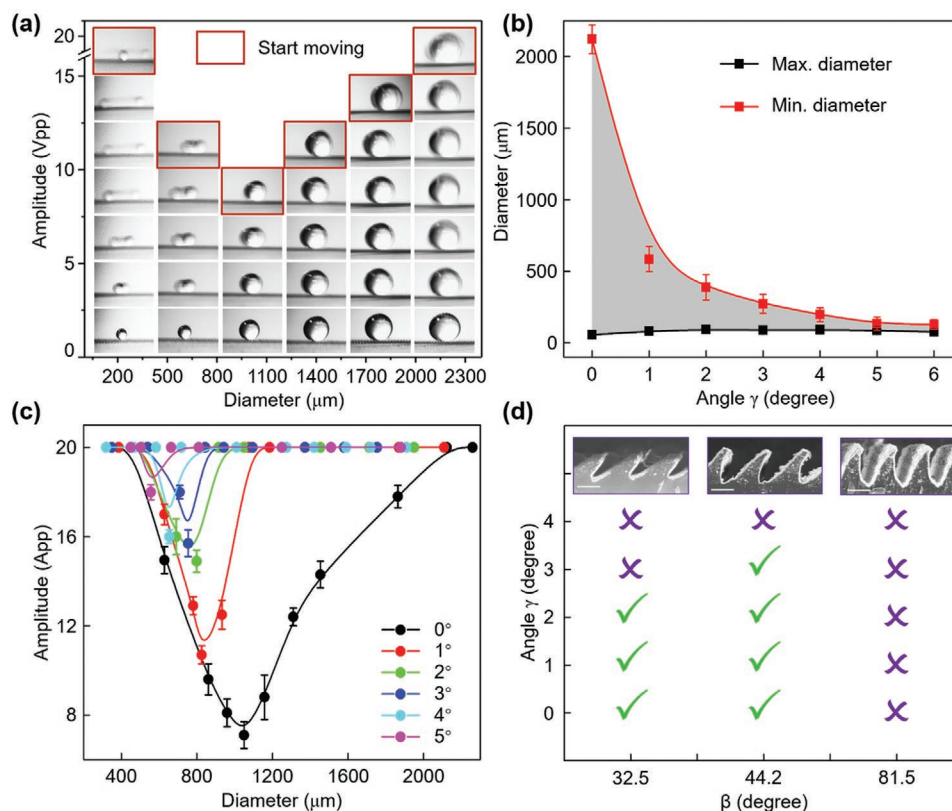 (a)
Start moving
Amplitude (Vpp)
20
15
10
5
0
200 500 800 1100 1400 1700 2000 2300
Diameter (μm)
(b)
Max. diameter
Min. diameter
Diameter (μm)
2000
1500
1000
500
0
0 1 2 3 4 5 6
Angle γ (degree)
(c)
Amplitude (App)
20
16
12
8
0°
1°
2°
3°
4°
5°
400 800 1200 1600 2000
Diameter (μm)
(d)
Angle γ (degree)
4
3
2
1
0
32.5 44.2 81.5
β (degree)